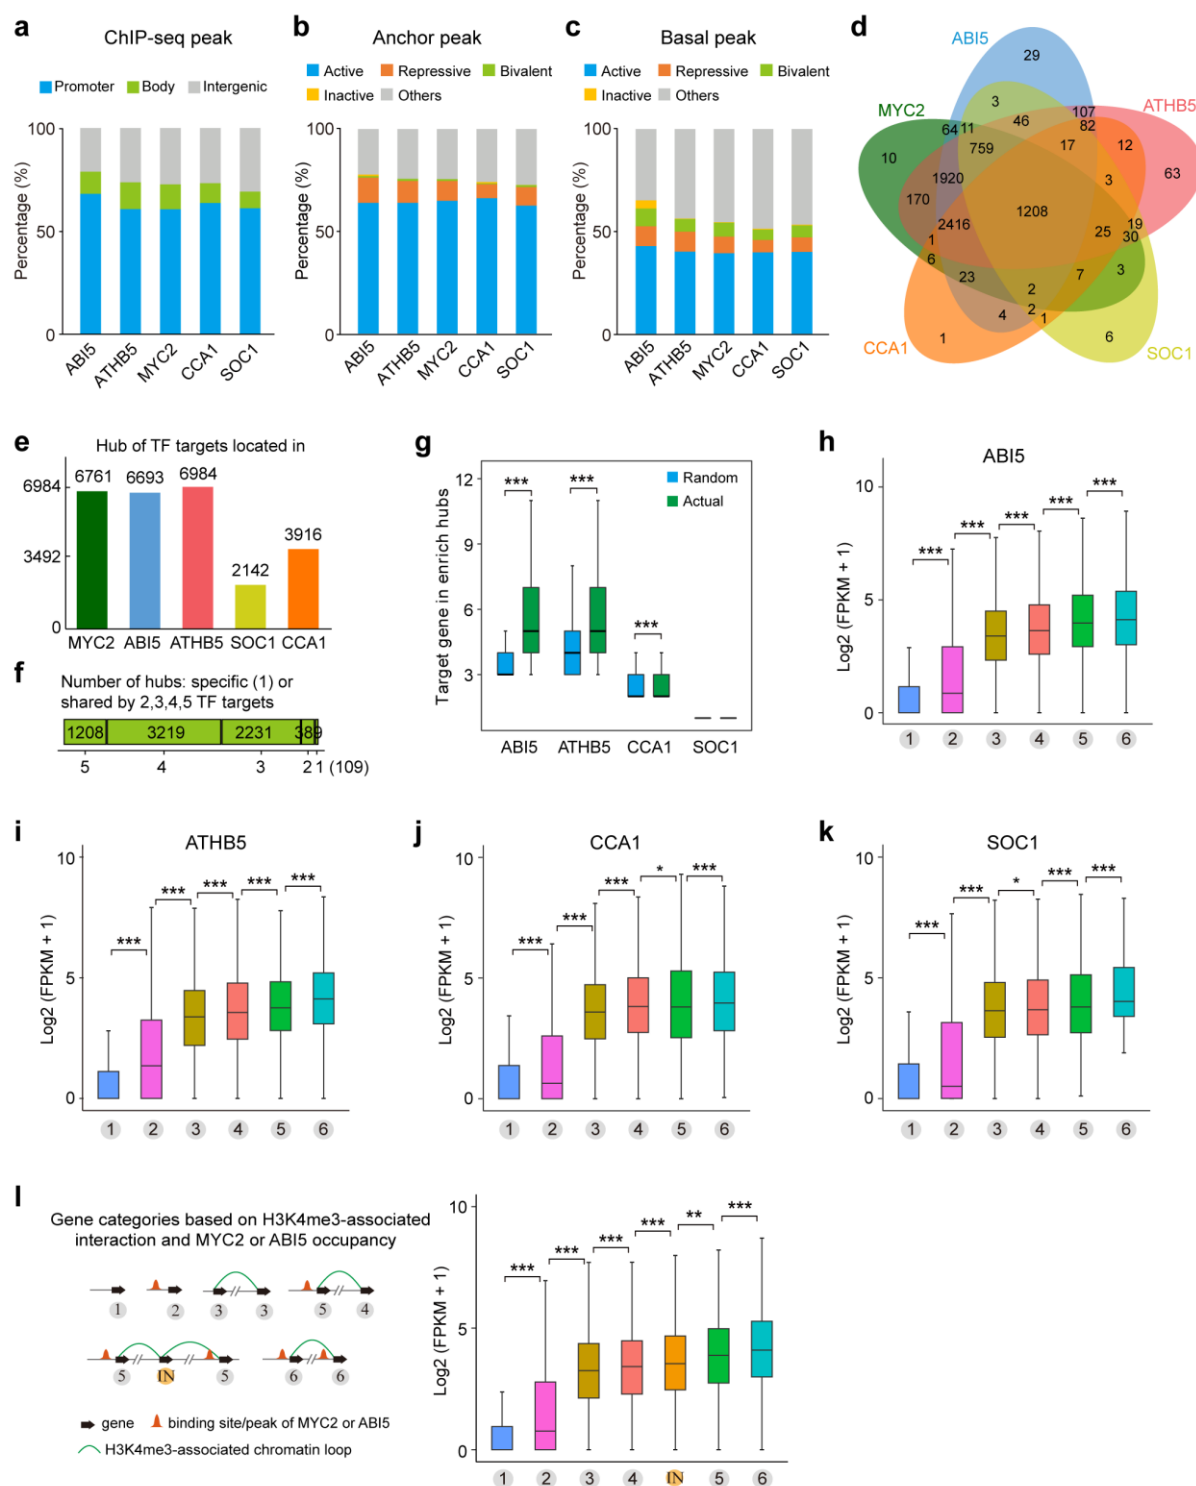 a
ChIP-seq peak
Promoter Body Intergenic
Percentage (%)
100
50
0
ABI5 ATHB5 MYC2 CCA1 SOC1
b
Anchor peak
Active Repressive Bivalent
Inactive Others
Percentage (%)
100
50
0
ABI5 ATHB5 MYC2 CCA1 SOC1
c
Basal peak
Active Repressive Bivalent
Inactive Others
Percentage (%)
100
50
0
ABI5 ATHB5 MYC2 CCA1 SOC1
d
ABI5
29
ATHB5
MYC2
3
107
64 11 46 82
10 759 17 12
63
1920 3
170
1208
2416 25 19
1 30
6
23 7 3
2
4 2 1
CCA1 1 6 SOC1
e
Hub of TF targets located in
6984
3492
0
6761 6693 6984 2142 3916
MYC2 ABI5 ATHB5 SOC1 CCA1
f
Number of hubs: specific (1) or
shared by 2,3,4,5 TF targets
1208 3219 2231 389
5 4 3 2 1 (109)
g
Target gene in enrich hubs
12
9
6
3
Random
Actual
*** *** ***
ABI5 ATHB5 CCA1 SOC1
h
ABI5
Log2 (FPKM + 1)
10
5
0
*** *** *** *** ***
1 2 3 4 5 6
i
ATHB5
Log2 (FPKM + 1)
10
5
0
*** *** *** *** ***
1 2 3 4 5 6
j
CCA1
Log2 (FPKM + 1)
10
5
0
*** *** *** * ***
1 2 3 4 5 6
k
SOC1
Log2 (FPKM + 1)
10
5
0
*** *** * *** ***
1 2 3 4 5 6
l
Gene categories based on H3K4me3-associated
interaction and MYC2 or ABI5 occupancy
1 2 3 3 5 4
5 IN 5 6 6
gene binding site/peak of MYC2 or ABI5
H3K4me3-associated chromatin loop
Log2 (FPKM + 1)
10
5
0
*** *** *** *** ** ***
1 2 3 4 IN 5 6